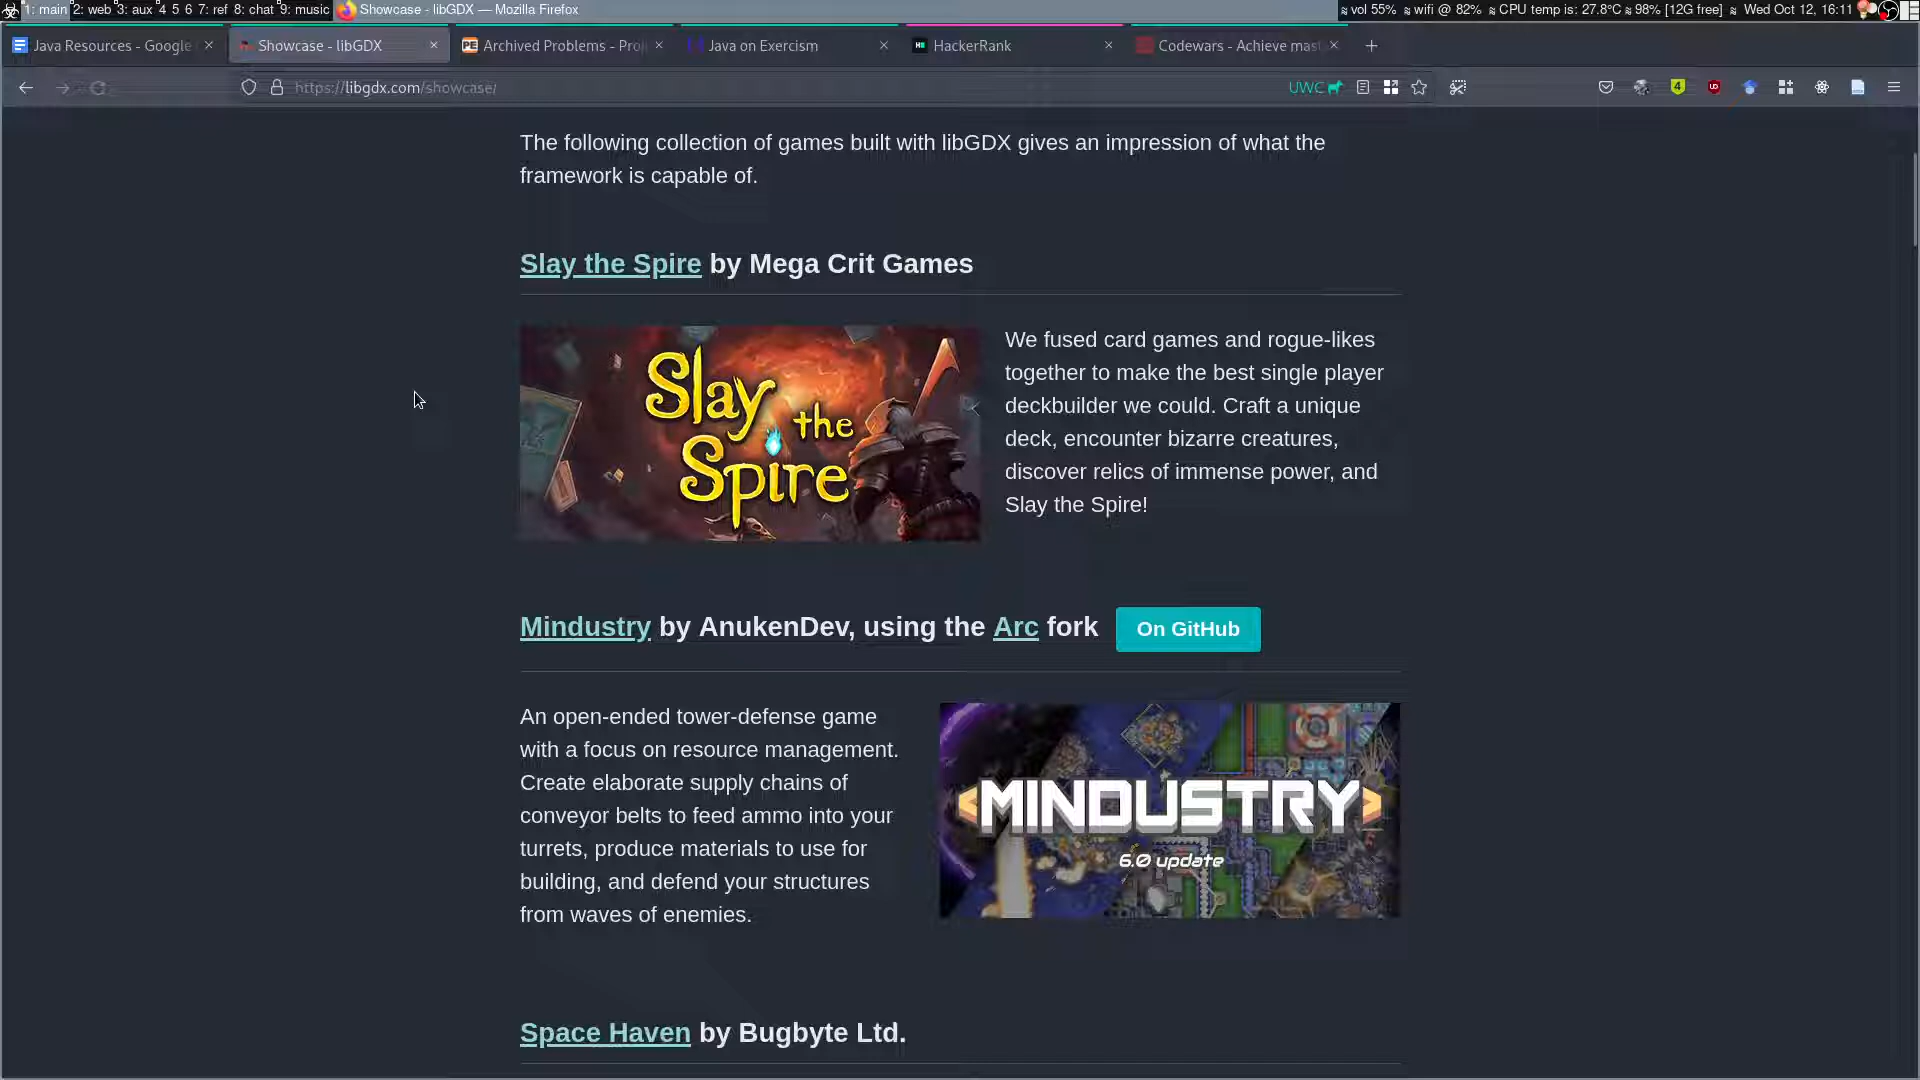 1: main 2: web 3: aux 4 5 6 7: ref 8: chat 9: music Showcase - libGDX — Mozilla Firefox vol 55% wifi @ 82% CPU temp is: 27.8°C 98% [12G free] Wed Oct 12, 16:11
Java Resources - Google Showcase - libGDX Archived Problems - Proj Java on Exercism HackerRank Codewars - Achieve mast
https://libgdx.com/showcase/ UWC
The following collection of games built with libGDX gives an impression of what the
framework is capable of.
Slay the Spire by Mega Crit Games
Slay
the
Spire
We fused card games and rogue-likes
together to make the best single player
deckbuilder we could. Craft a unique
deck, encounter bizarre creatures,
discover relics of immense power, and
Slay the Spire!
Mindustry by AnukenDev, using the Arc fork On GitHub
An open-ended tower-defense game
with a focus on resource management.
Create elaborate supply chains of
conveyor belts to feed ammo into your
turrets, produce materials to use for
building, and defend your structures
from waves of enemies.
<MINDUSTRY>
6.0 update
Space Haven by Bugbyte Ltd.